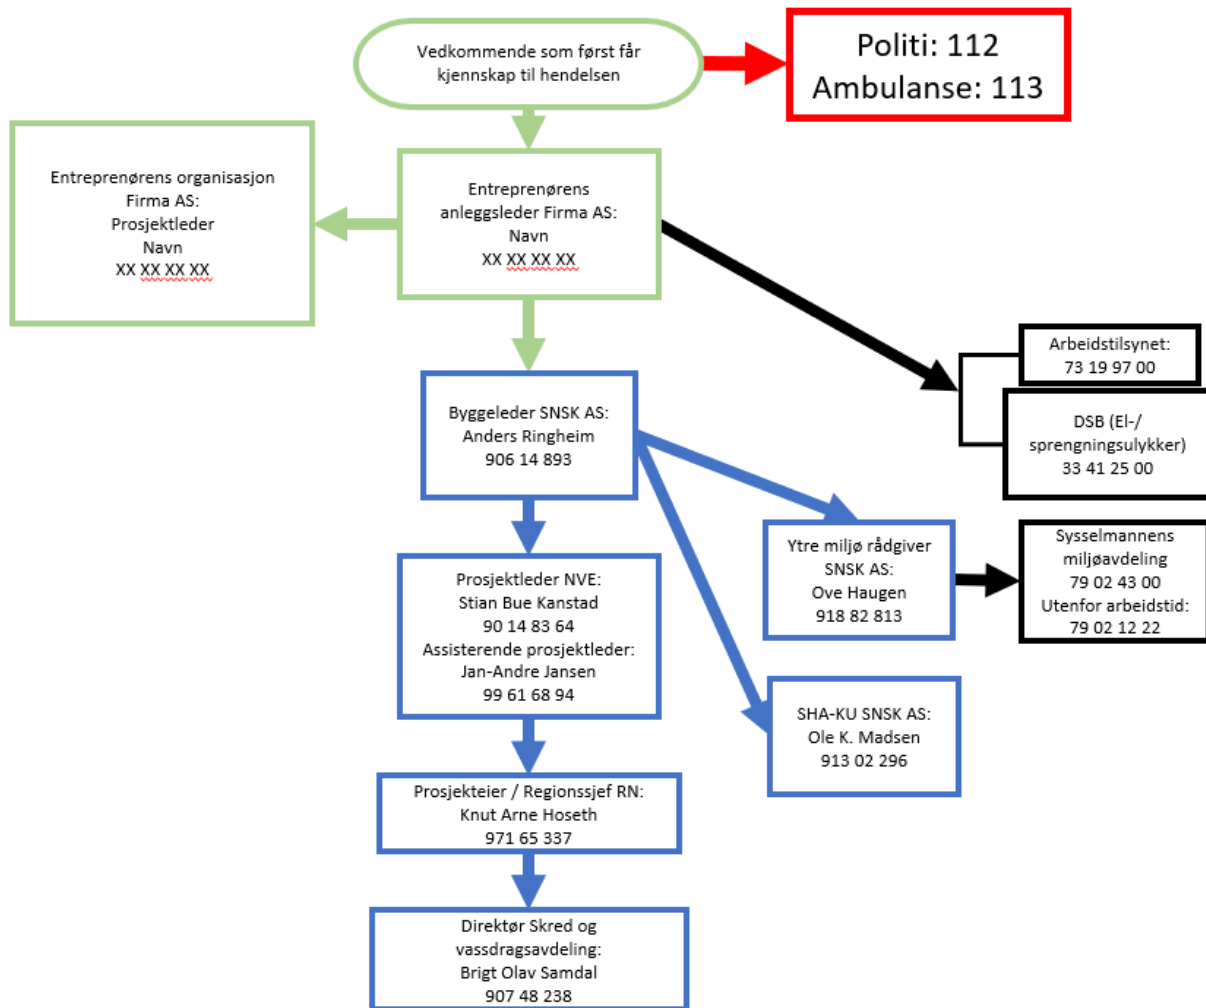 Vedkommende som først får
kjennskap til hendelsen
Politi: 112
Ambulanse: 113
Entreprenørens organisasjon
Firma AS:
Prosjektleder
Navn
XX XX XX XX
Entreprenørens
anleggsleder Firma AS:
Navn
XX XX XX XX
Arbeidstilsynet:
73 19 97 00
DSB (El-/
sprengningsulykker)
33 41 25 00
Byggeleder SNSK AS:
Anders Ringheim
906 14 893
Ytre miljø rådgiver
SNSK AS:
Ove Haugen
918 82 813
Sysselmannens
miljøavdeling
79 02 43 00
Utenfor arbeidstid:
79 02 12 22
Prosjektleder NVE:
Stian Bue Kanstad
90 14 83 64
Assisterende prosjektleder:
Jan-Andre Jansen
99 61 68 94
SHA-KU SNSK AS:
Ole K. Madsen
913 02 296
Prosjekteier / Regionssjef RN:
Knut Arne Hoseth
971 65 337
Direktør Skred og
vassdragsavdeling:
Brigt Olav Samdal
907 48 238